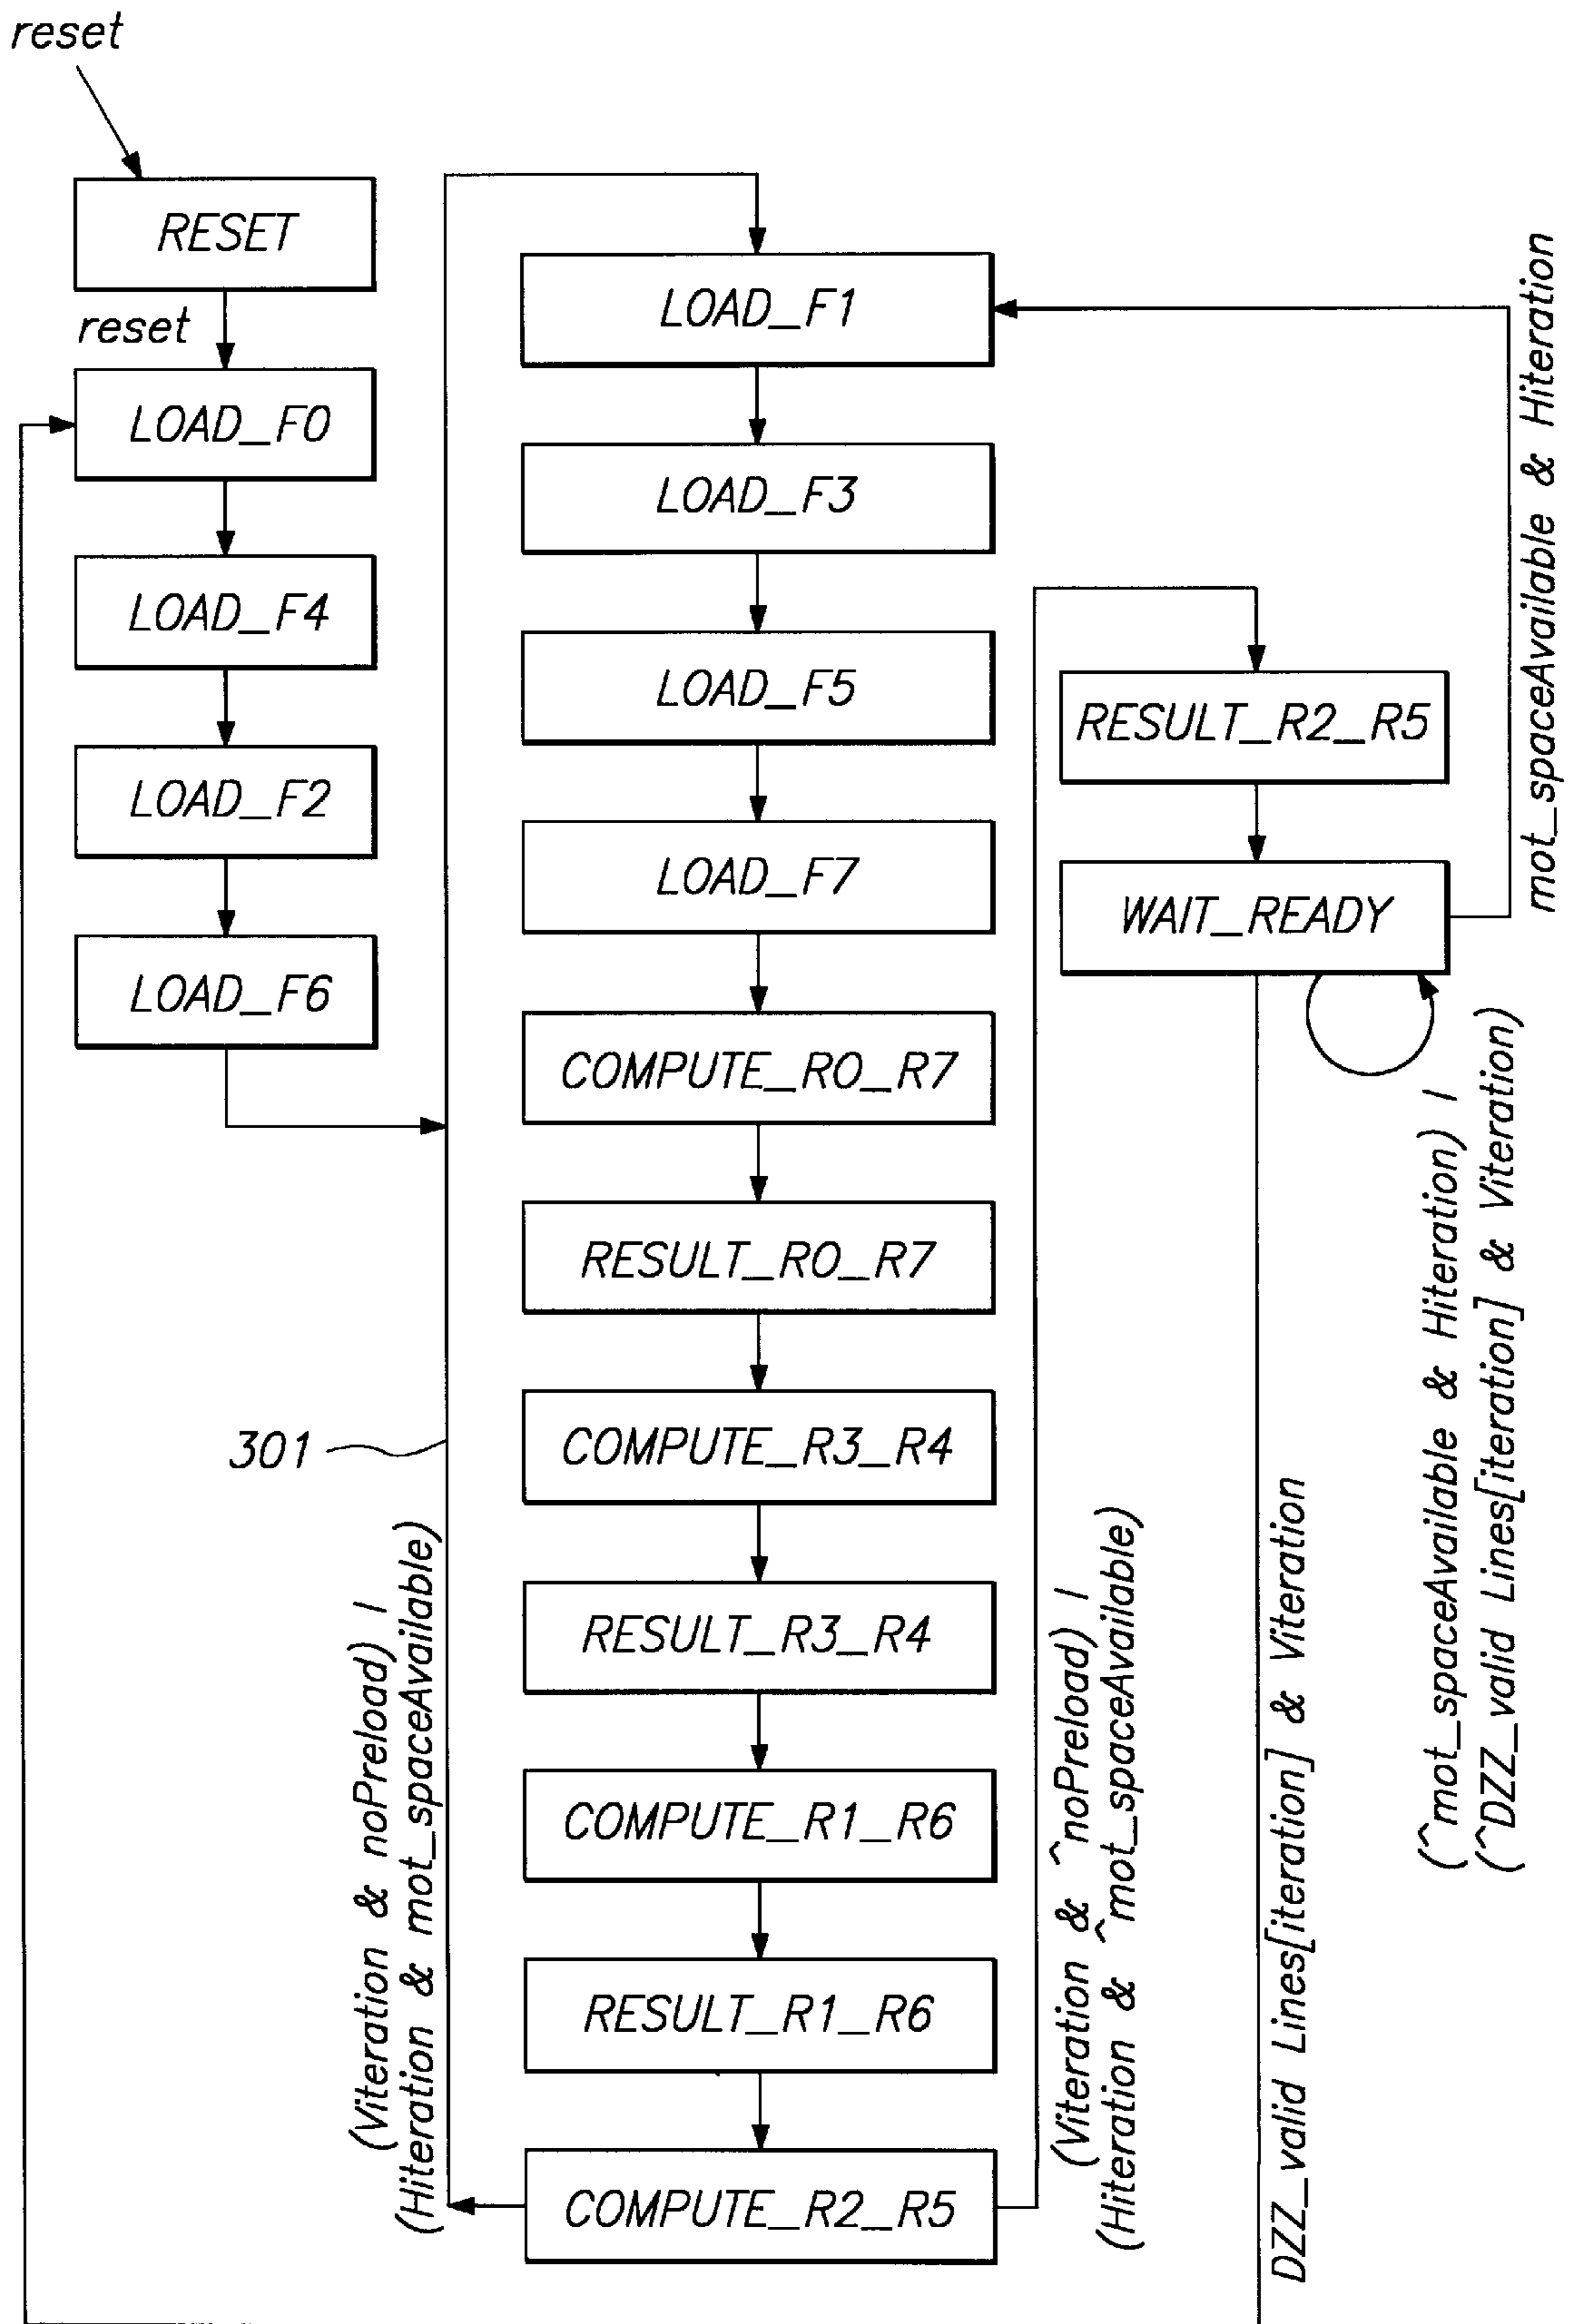 reset
RESET
reset
LOAD_F0
LOAD_F4
LOAD_F2
LOAD_F6
LOAD_F1
LOAD_F3
LOAD_F5
LOAD_F7
COMPUTE_R0_R7
RESULT_R0_R7
COMPUTE_R3_R4
RESULT_R3_R4
COMPUTE_R1_R6
RESULT_R1_R6
COMPUTE_R2_R5
301
(Viteration & noPreload) |
(Hiteration & mot_spaceAvailable)
RESULT_R2_R5
WAIT_READY
(Viteration & ^noPreload) |
(Hiteration & ^mot_spaceAvailable)
DZZ_valid Lines[iteration] & Viteration
(^mot_spaceAvailable & Hiteration) |
(^DZZ_valid Lines[iteration] & Viteration)
mot_spaceAvailable & Hiteration